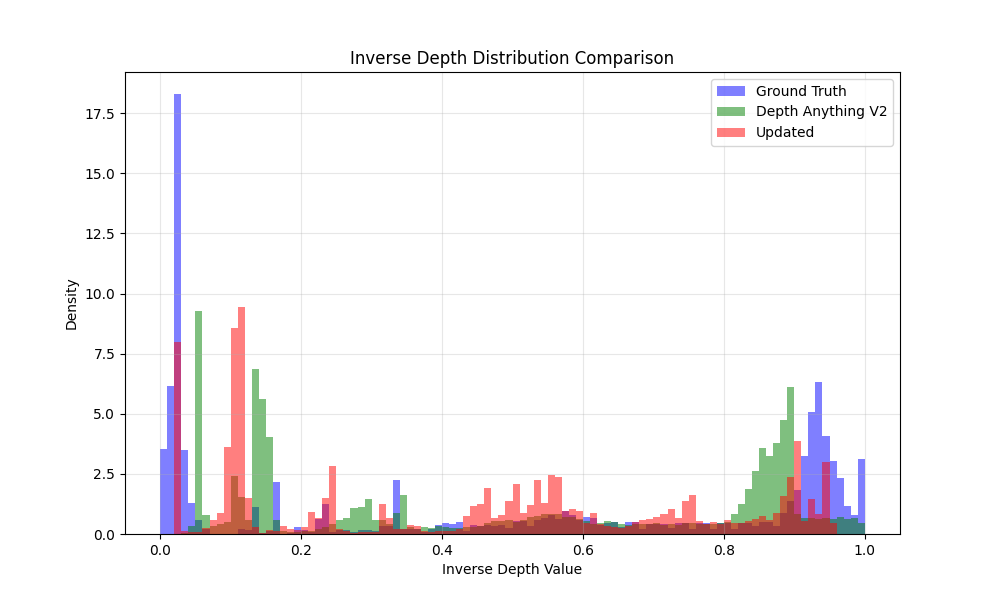 Inverse Depth Distribution Comparison
Ground Truth
Depth Anything V2
Updated
17.5
15.0
12.5
10.0
7.5
5.0
2.5
0.0
Density
0.0 0.2 0.4 0.6 0.8 1.0
Inverse Depth Value